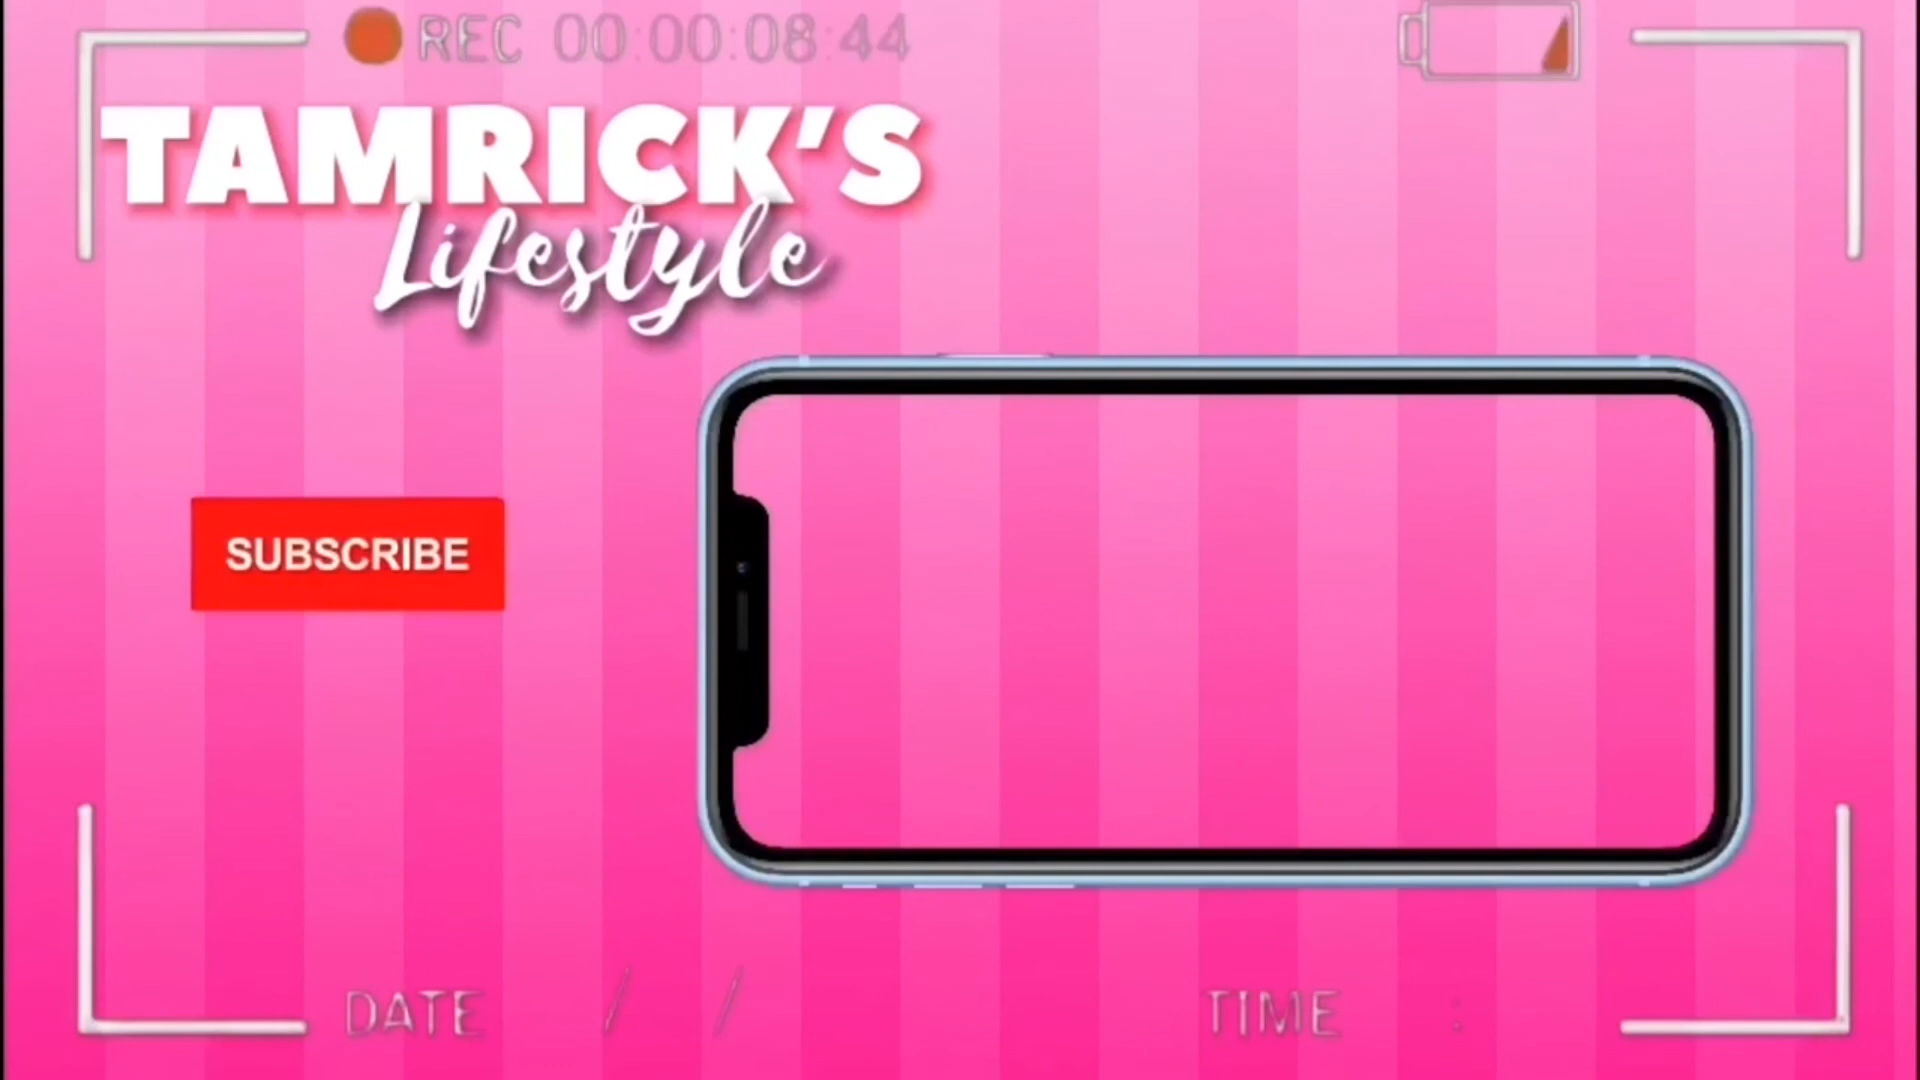 REC 00:00:08:44
TAMRICK'S
Lifestyle
SUBSCRIBE
DATE / /
TIME :